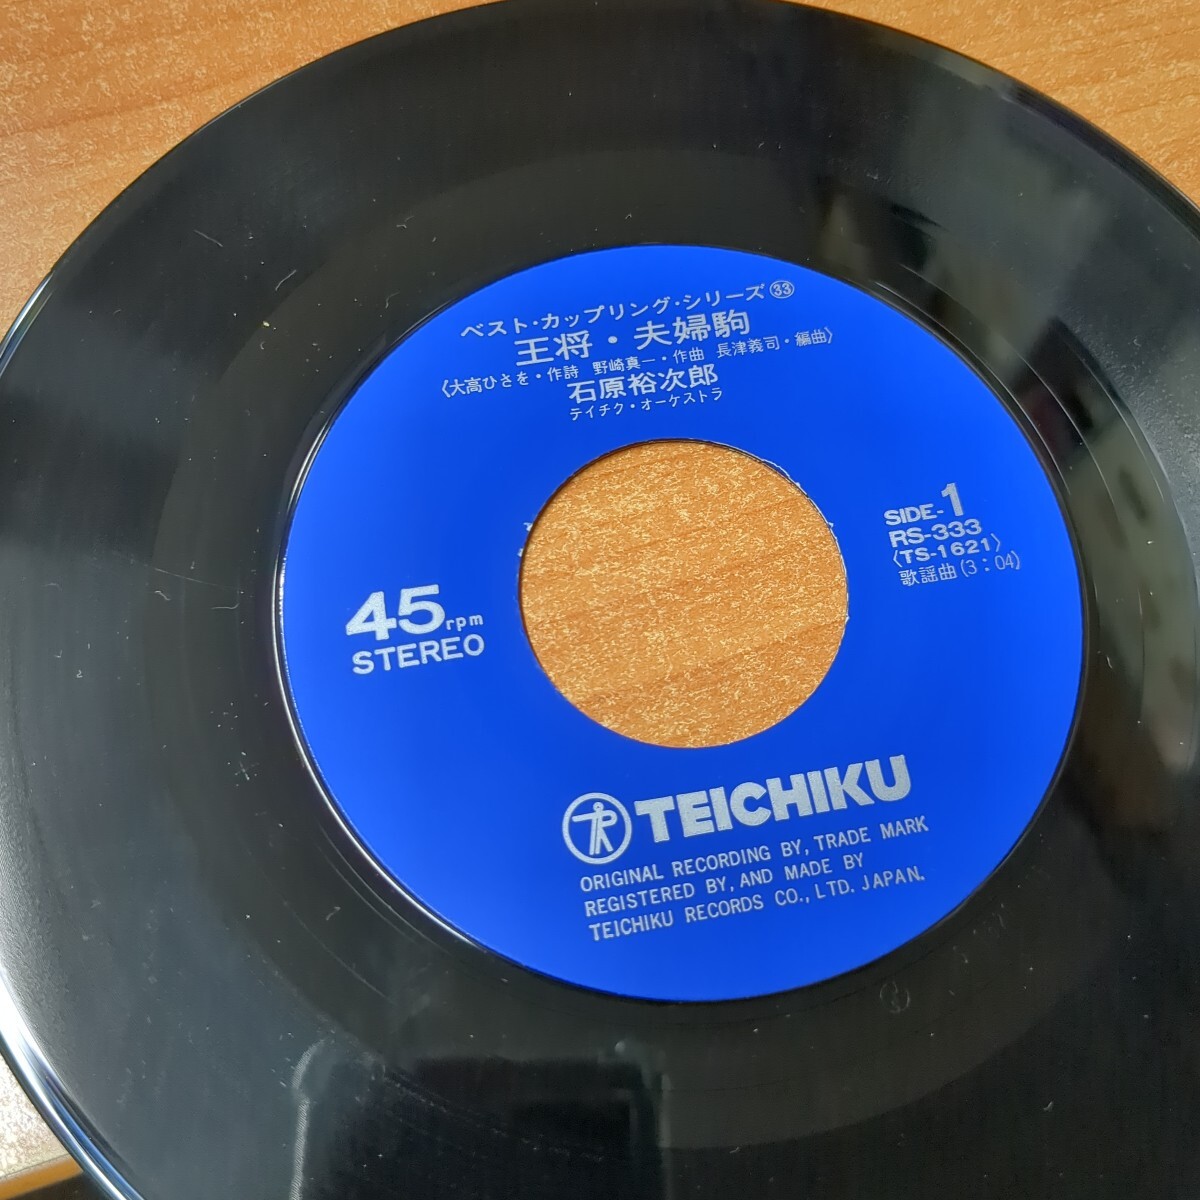 ベスト・カップリング・シリーズ㉝
王将・夫婦駒
《大高ひさを・作詩 野崎真一・作曲 長津義司・編曲》
石原裕次郎
テイチク・オーケストラ
SIDE-1
RS-333
〈TS-1621〉
歌謡曲(3:04)
45rpm
STEREO
TEICHIKU
ORIGINAL RECORDING BY, TRADE MARK
REGISTERED BY, AND MADE BY
TEICHIKU RECORDS CO., LTD. JAPAN.